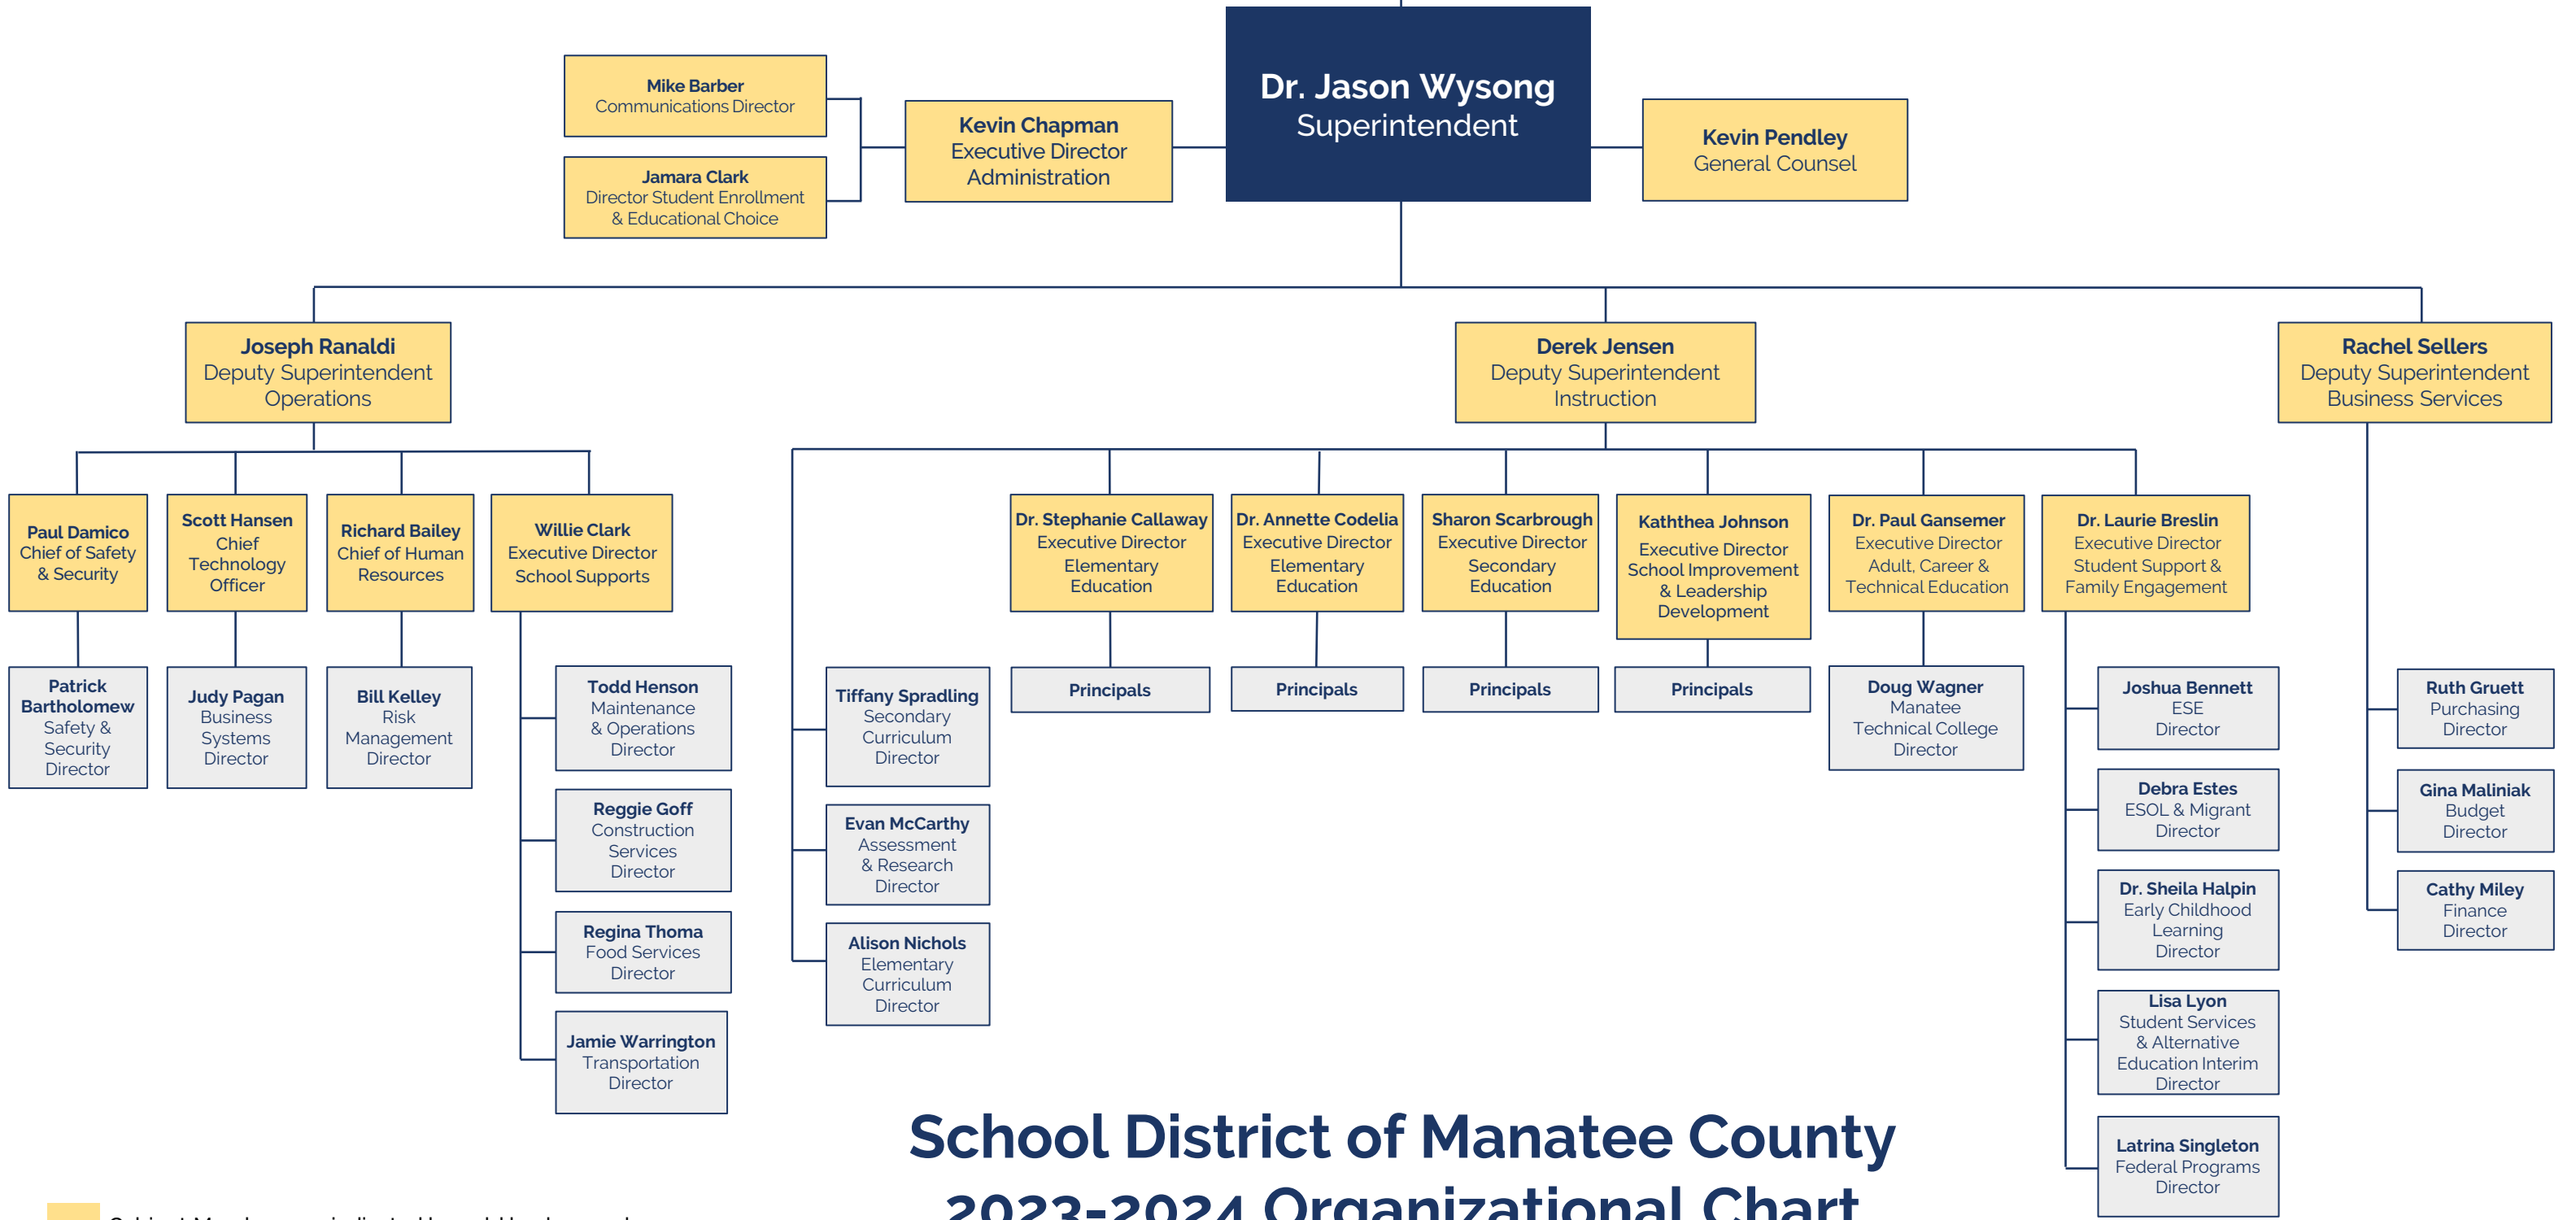 Dr. Jason Wysong
Superintendent
Mike Barber
Communications Director
Jamara Clark
Director Student Enrollment
& Educational Choice
Kevin Chapman
Executive Director
Administration
Kevin Pendley
General Counsel
Joseph Ranaldi
Deputy Superintendent
Operations
Derek Jensen
Deputy Superintendent
Instruction
Rachel Sellers
Deputy Superintendent
Business Services
Paul Damico
Chief of Safety
& Security
Scott Hansen
Chief
Technology
Officer
Richard Bailey
Chief of Human
Resources
Willie Clark
Executive Director
School Supports
Dr. Stephanie Callaway
Executive Director
Elementary
Education
Dr. Annette Codelia
Executive Director
Elementary
Education
Sharon Scarbrough
Executive Director
Secondary
Education
Kaththea Johnson
Executive Director
School Improvement
& Leadership
Development
Dr. Paul Gansemer
Executive Director
Adult, Career &
Technical Education
Dr. Laurie Breslin
Executive Director
Student Support &
Family Engagement
Patrick
Bartholomew
Safety &
Security
Director
Judy Pagan
Business
Systems
Director
Bill Kelley
Risk
Management
Director
Todd Henson
Maintenance
& Operations
Director
Reggie Goff
Construction
Services
Director
Regina Thoma
Food Services
Director
Jamie Warrington
Transportation
Director
Tiffany Spradling
Secondary
Curriculum
Director
Evan McCarthy
Assessment
& Research
Director
Alison Nichols
Elementary
Curriculum
Director
Principals
Principals
Principals
Principals
Doug Wagner
Manatee
Technical College
Director
Joshua Bennett
ESE
Director
Debra Estes
ESOL & Migrant
Director
Dr. Sheila Halpin
Early Childhood
Learning
Director
Lisa Lyon
Student Services
& Alternative
Education Interim
Director
Latrina Singleton
Federal Programs
Director
Ruth Gruett
Purchasing
Director
Gina Maliniak
Budget
Director
Cathy Miley
Finance
Director
School District of Manatee County
2023-2024 Organizational Chart